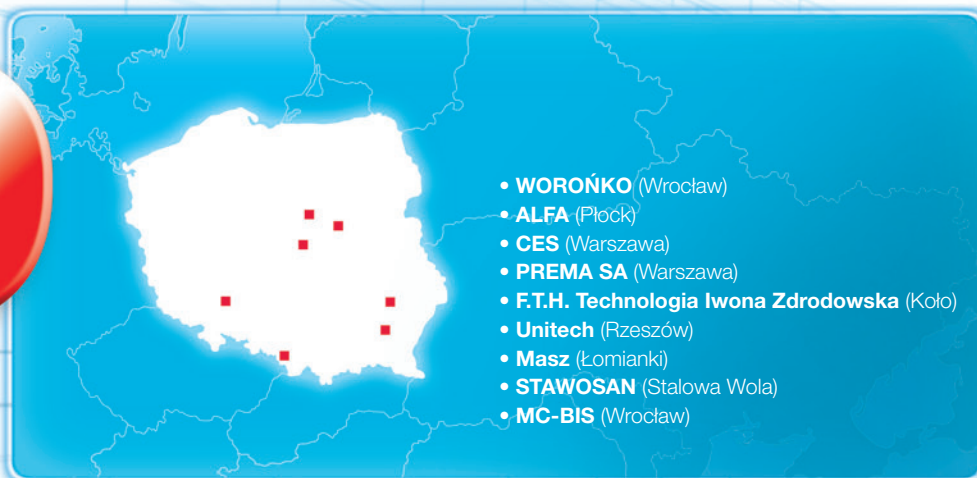 • WOROŃKO (Wrocław)
• ALFA (Płock)
• CES (Warszawa)
• PREMA SA (Warszawa)
• F.T.H. Technologia Iwona Zdrodowska (Koło)
• Unitech (Rzeszów)
• Masz (Łomianki)
• STAWOSAN (Stalowa Wola)
• MC-BIS (Wrocław)